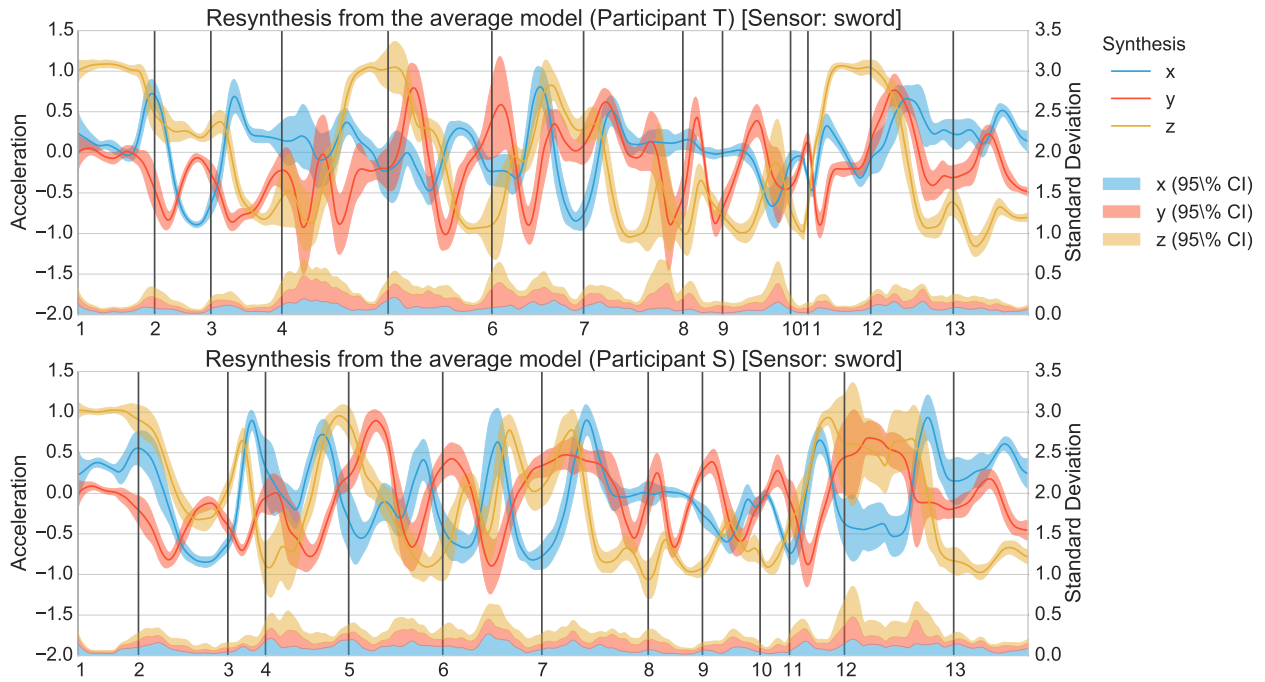 Resynthesis from the average model (Participant T) [Sensor: sword]
Acceleration
1.5
1.0
0.5
0.0
−0.5
−1.0
−1.5
−2.0
Standard Deviation
3.5
3.0
2.5
2.0
1.5
1.0
0.5
0.0
1 2 3 4 5 6 7 8 9 10 11 12 13
Synthesis
x
y
z
x (95\% CI)
y (95\% CI)
z (95\% CI)
Resynthesis from the average model (Participant S) [Sensor: sword]
Acceleration
1.5
1.0
0.5
0.0
−0.5
−1.0
−1.5
−2.0
Standard Deviation
3.5
3.0
2.5
2.0
1.5
1.0
0.5
0.0
1 2 3 4 5 6 7 8 9 10 11 12 13